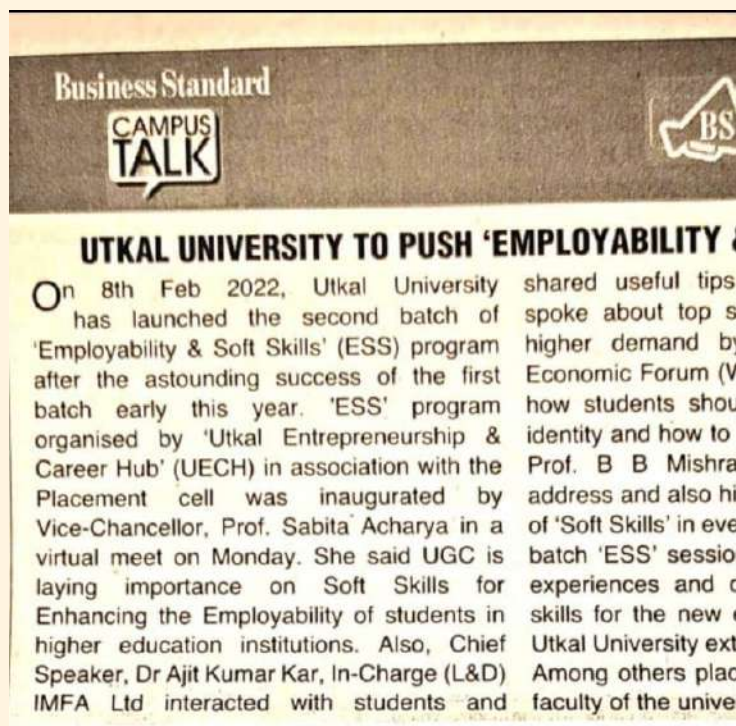 Business Standard
CAMPUS
TALK
BS
UTKAL UNIVERSITY TO PUSH 'EMPLOYABILITY &
On 8th Feb 2022, Utkal University
has launched the second batch of
'Employability & Soft Skills' (ESS) program
after the astounding success of the first
batch early this year. 'ESS' program
organised by 'Utkal Entrepreneurship &
Career Hub' (UECH) in association with the
Placement cell was inaugurated by
Vice-Chancellor, Prof. Sabita Acharya in a
virtual meet on Monday. She said UGC is
laying importance on Soft Skills for
Enhancing the Employability of students in
higher education institutions. Also, Chief
Speaker, Dr Ajit Kumar Kar, In-Charge (L&D)
IMFA Ltd interacted with students and
shared useful tips
spoke about top
higher demand
Economic Forum
how students
identity and how to
Prof. B B Mishra
address and also
of 'Soft Skills' in
batch 'ESS'
experiences and
skills for the new
Utkal University
Among others
faculty of the